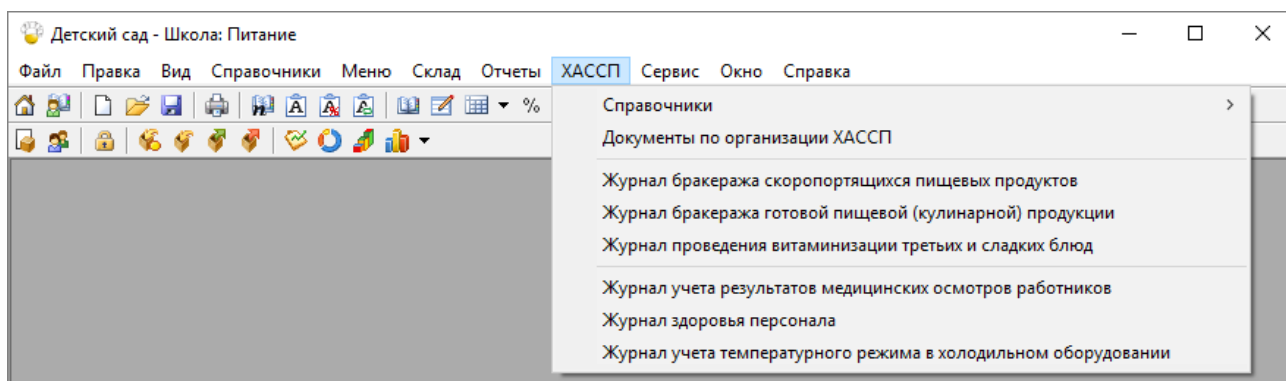 Детский сад - Школа: Питание
Файл Правка Вид Справочники Меню Склад Отчеты ХАССП Сервис Окно Справка
%
Справочники
Документы по организации ХАССП
Журнал бракеража скоропортящихся пищевых продуктов
Журнал бракеража готовой пищевой (кулинарной) продукции
Журнал проведения витаминизации третьих и сладких блюд
Журнал учета результатов медицинских осмотров работников
Журнал здоровья персонала
Журнал учета температурного режима в холодильном оборудовании